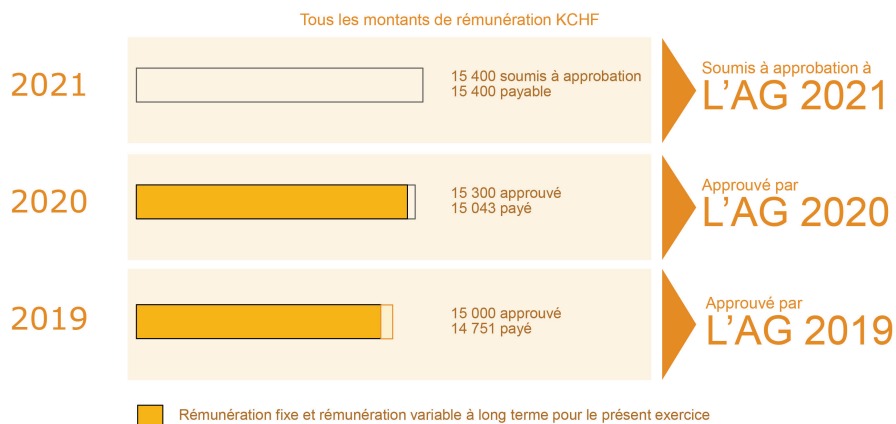 Tous les montants de rémunération KCHF
2021
15 400 soumis à approbation
15 400 payable
Soumis à approbation à
L’AG 2021
2020
15 300 approuvé
15 043 payé
Approuvé par
L’AG 2020
2019
15 000 approuvé
14 751 payé
Approuvé par
L’AG 2019
Rémunération fixe et rémunération variable à long terme pour le présent exercice